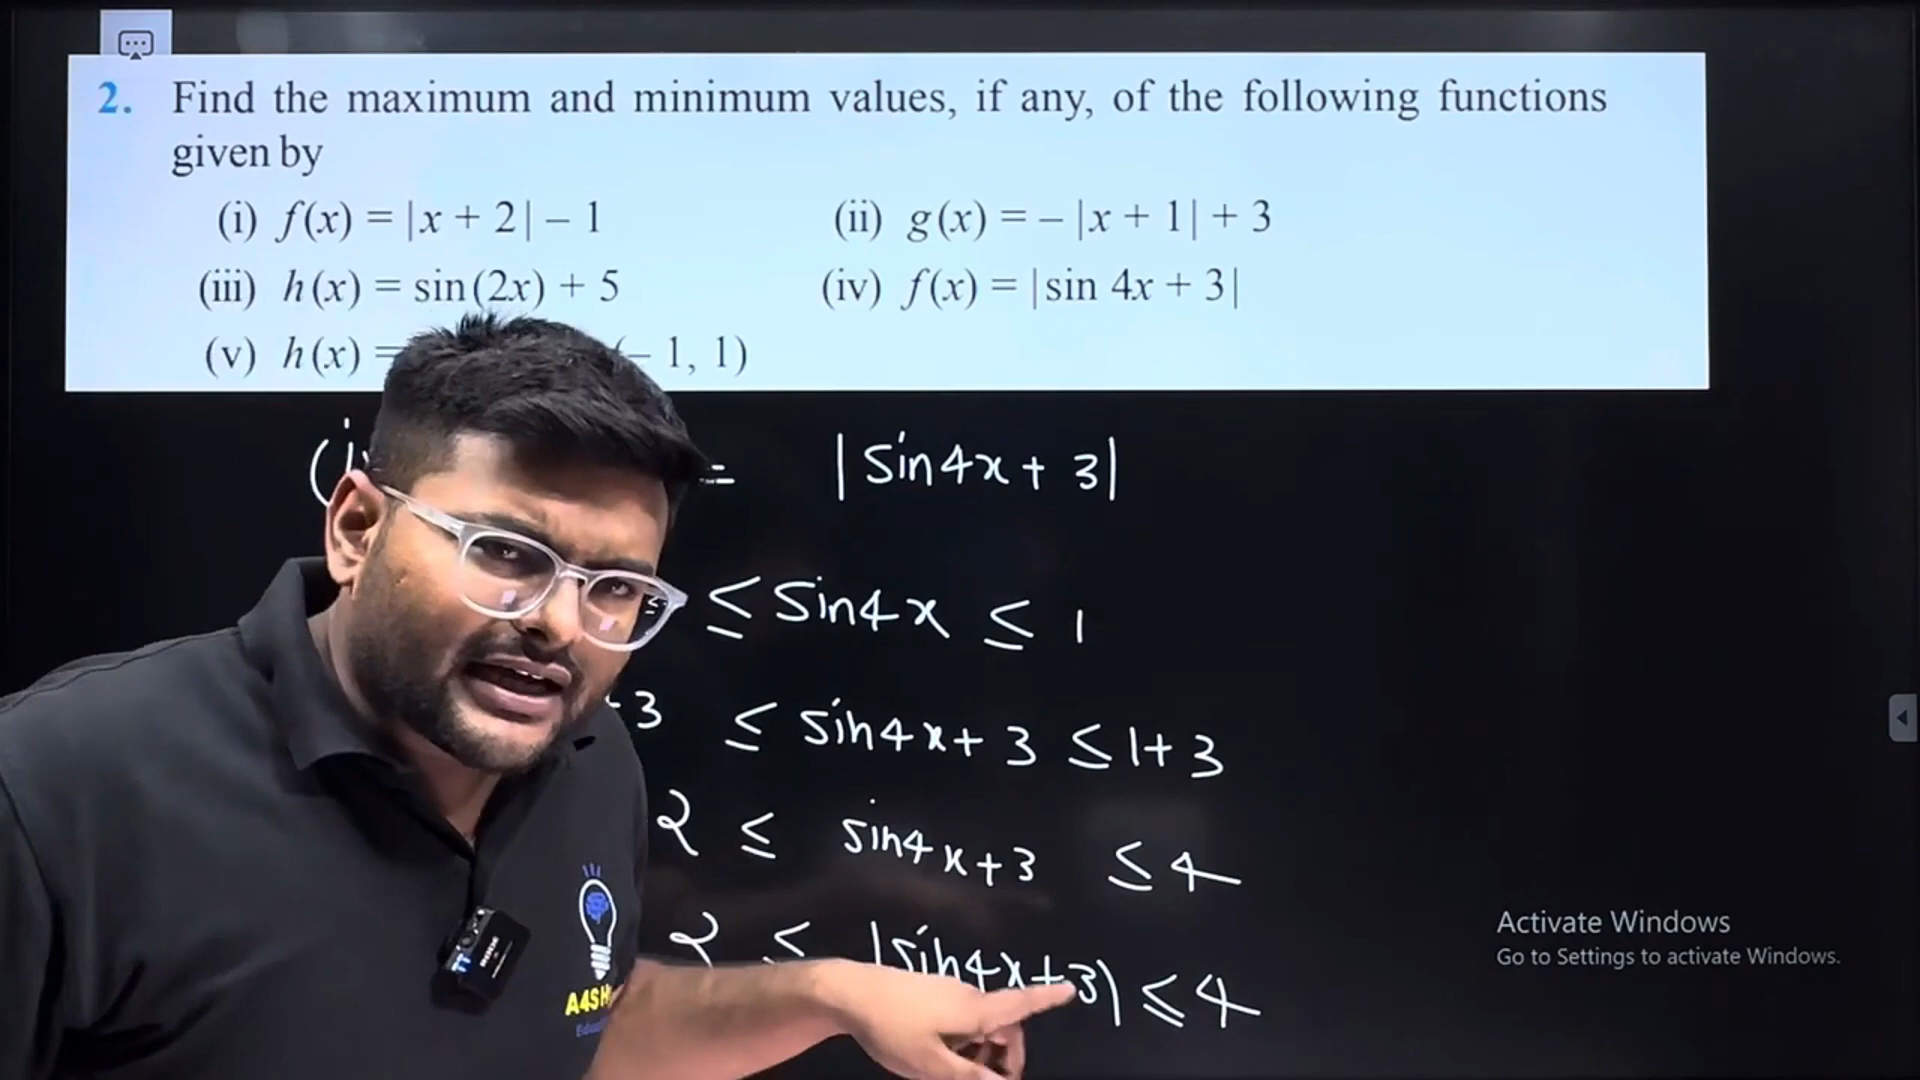 2. Find the maximum and minimum values, if any, of the following functions
given by
(i) f(x) = |x + 2| – 1
(ii) g(x) = – |x + 1| + 3
(iii) h(x) = sin(2x) + 5
(iv) f(x) = |sin 4x + 3|
(v) h(x) = – 1, 1)
= |sin4x + 3|
≤ sin4x ≤ 1
3 ≤ sin4x + 3 ≤ 1+3
2 ≤ sin4x+3 ≤ 4
2 ≤ |sin4x+3| ≤ 4
A4SH
Activate Windows
Go to Settings to activate Windows.